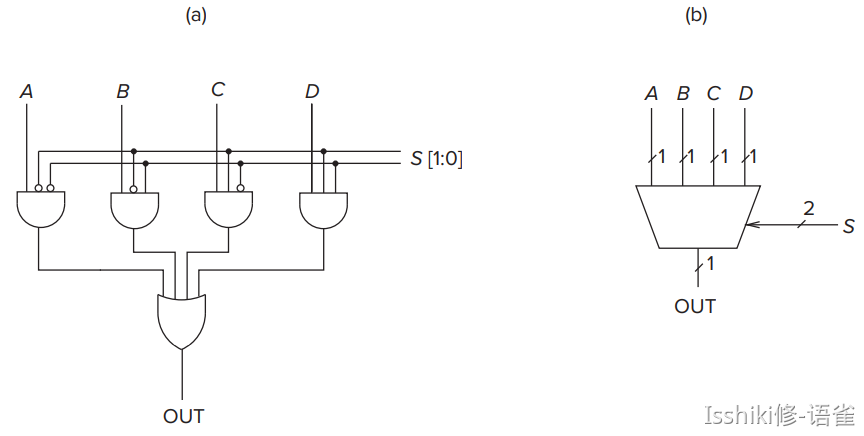 (a)
(b)
A B C D
S [1:0]
OUT
A B C D
1 1 1 1
2
S
1
OUT
Isshiki修-语雀